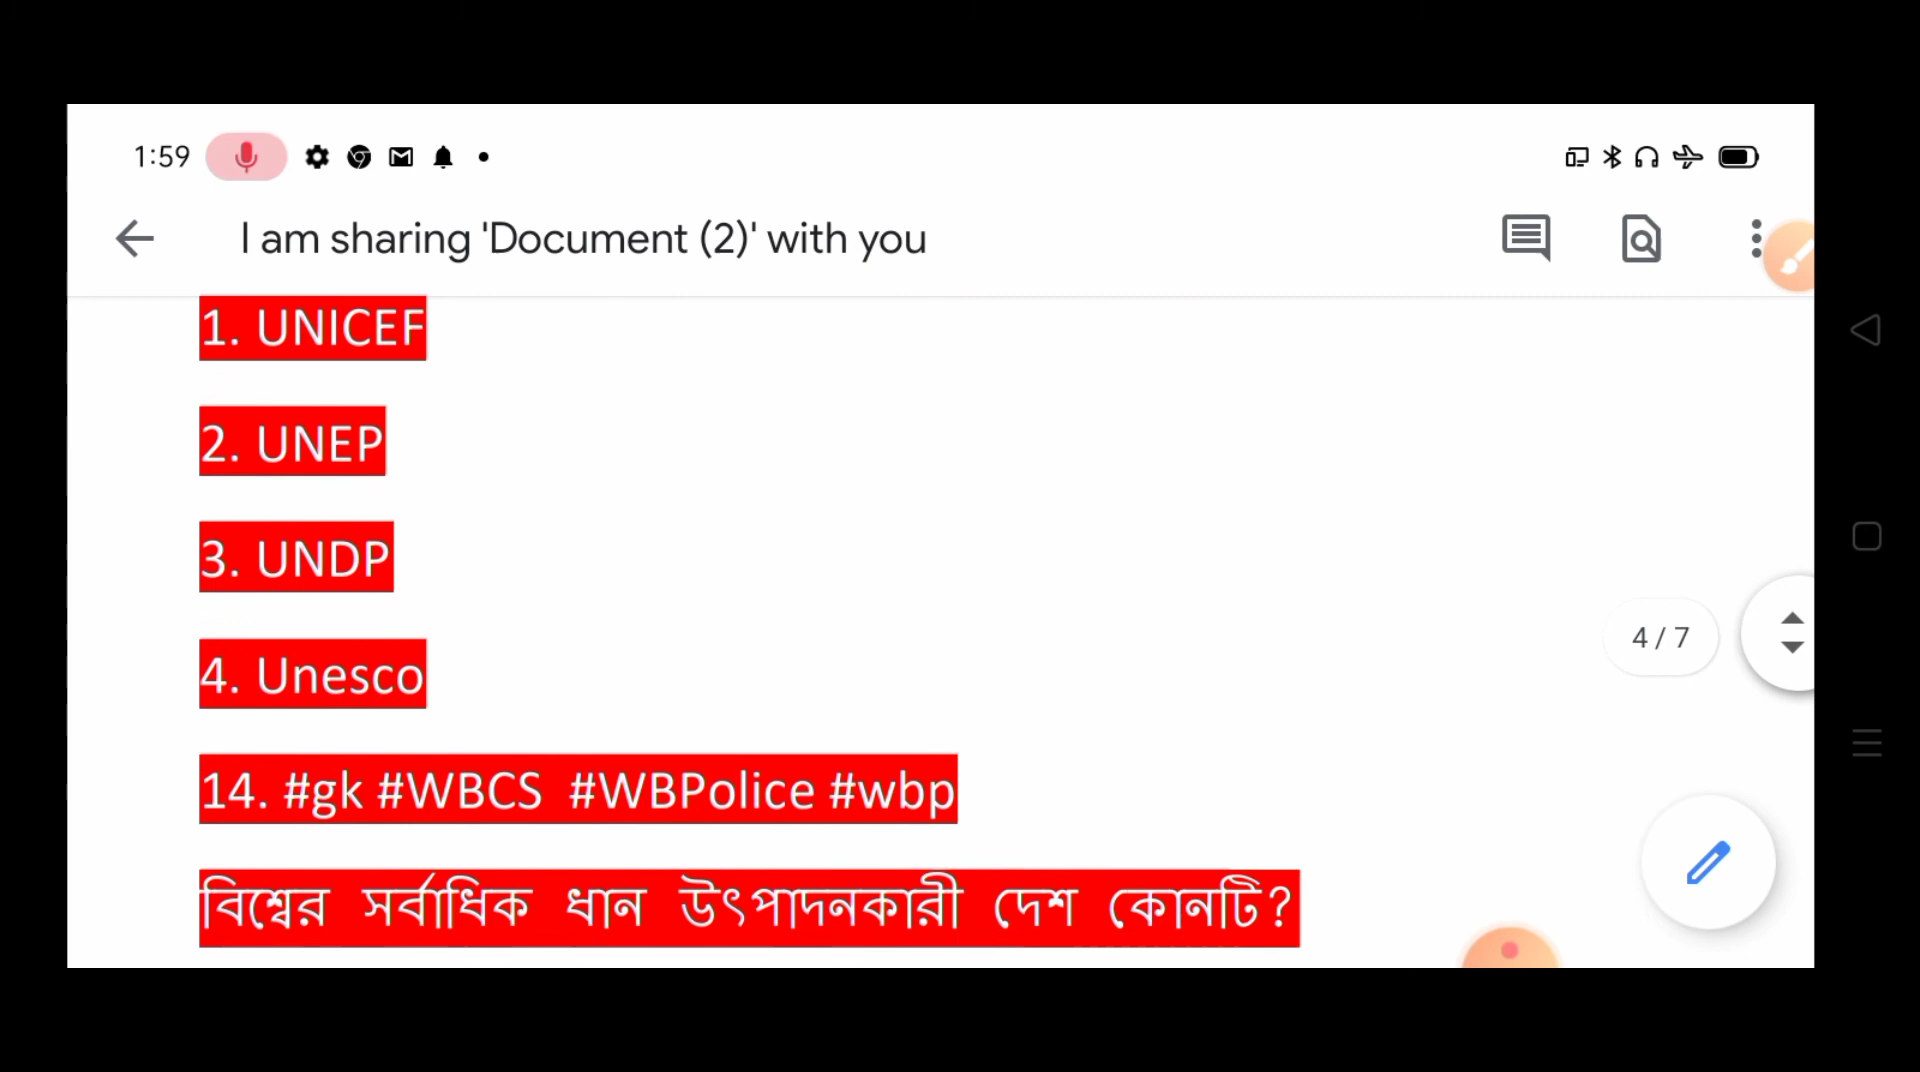 1:59
I am sharing 'Document (2)' with you
1. UNICEF
2. UNEP
3. UNDP
4. Unesco
4 / 7
14. #gk #WBCS #WBPolice #wbp
বিশ্বের সর্বাধিক ধান উৎপাদনকারী দেশ কোনটি?